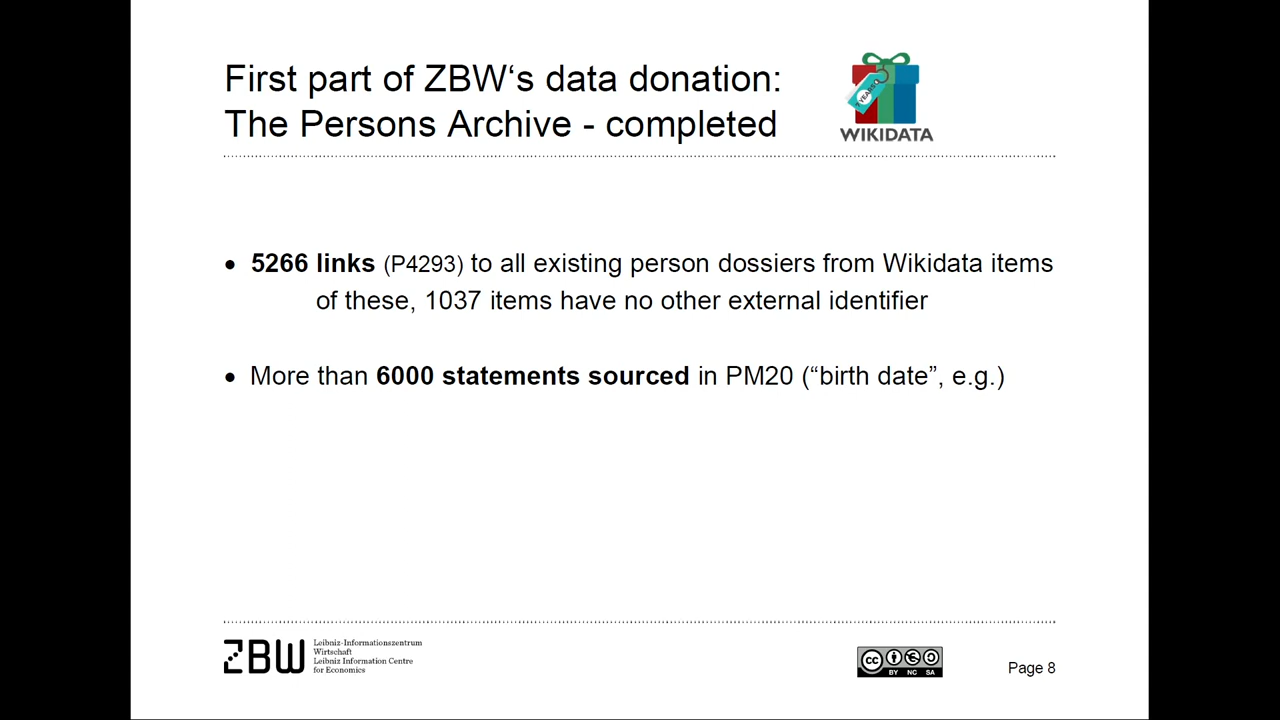 First part of ZBW‘s data donation:
The Persons Archive - completed
YEARS
WIKIDATA
• 5266 links (P4293) to all existing person dossiers from Wikidata items
of these, 1037 items have no other external identifier
• More than 6000 statements sourced in PM20 (“birth date”, e.g.)
ZBW
Leibniz-Informationszentrum
Wirtschaft
Leibniz Information Centre
for Economics
cc
BY NC SA
Page 8